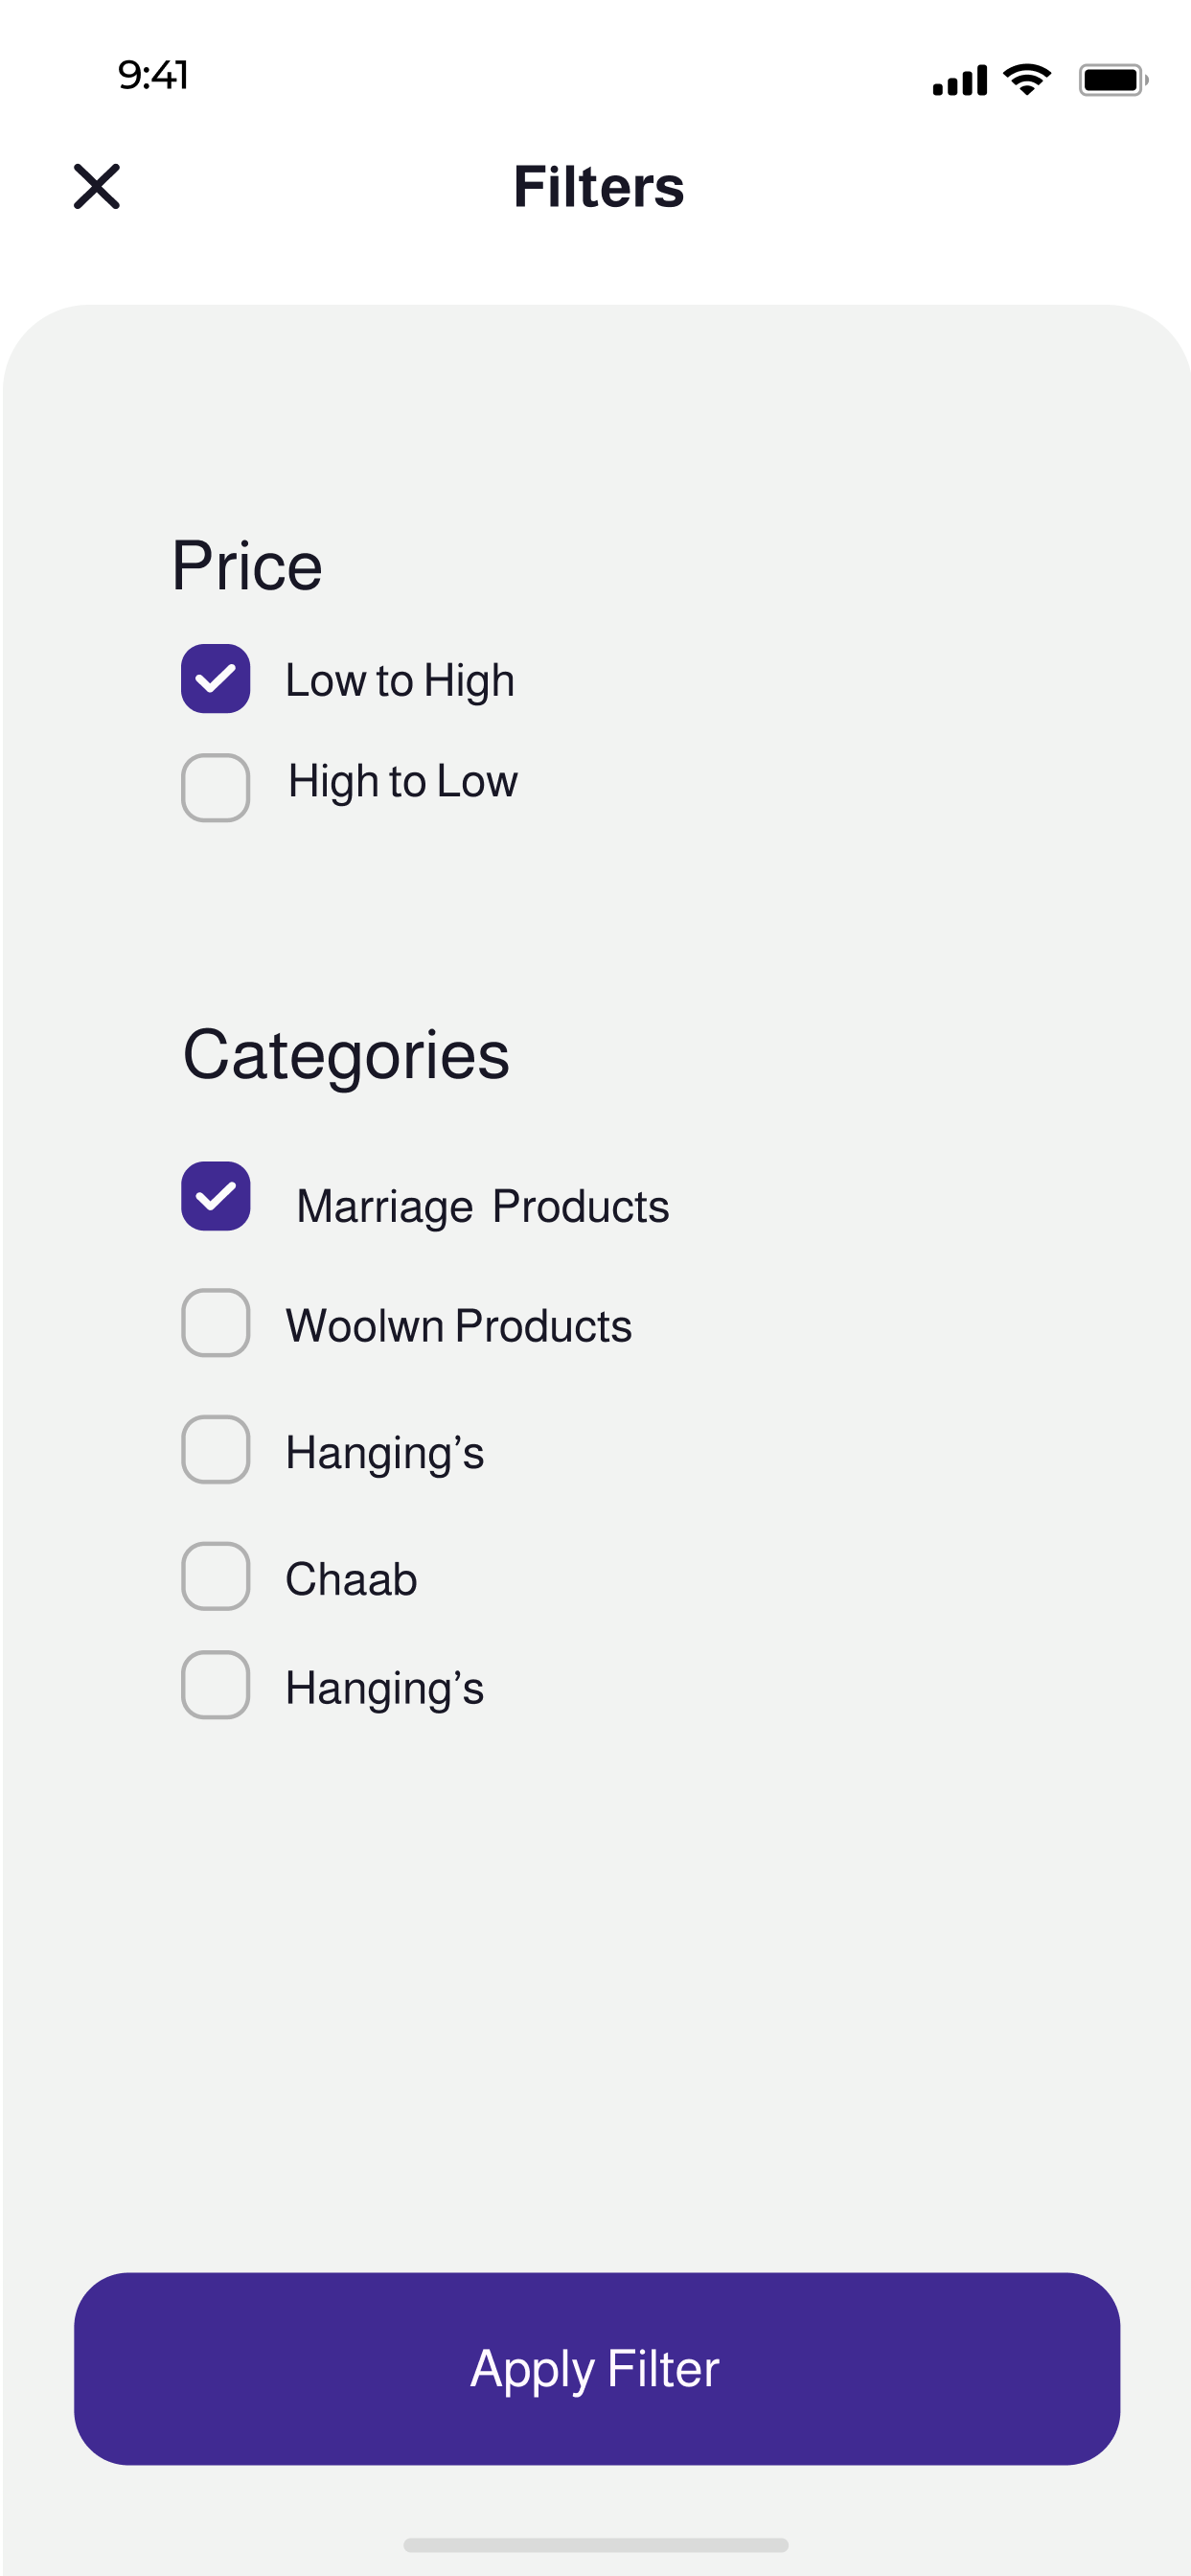 9:41
Filters
Price
Low to High
High to Low
Categories
Marriage Products
Woolwn Products
Hanging’s
Chaab
Hanging’s
Apply Filter